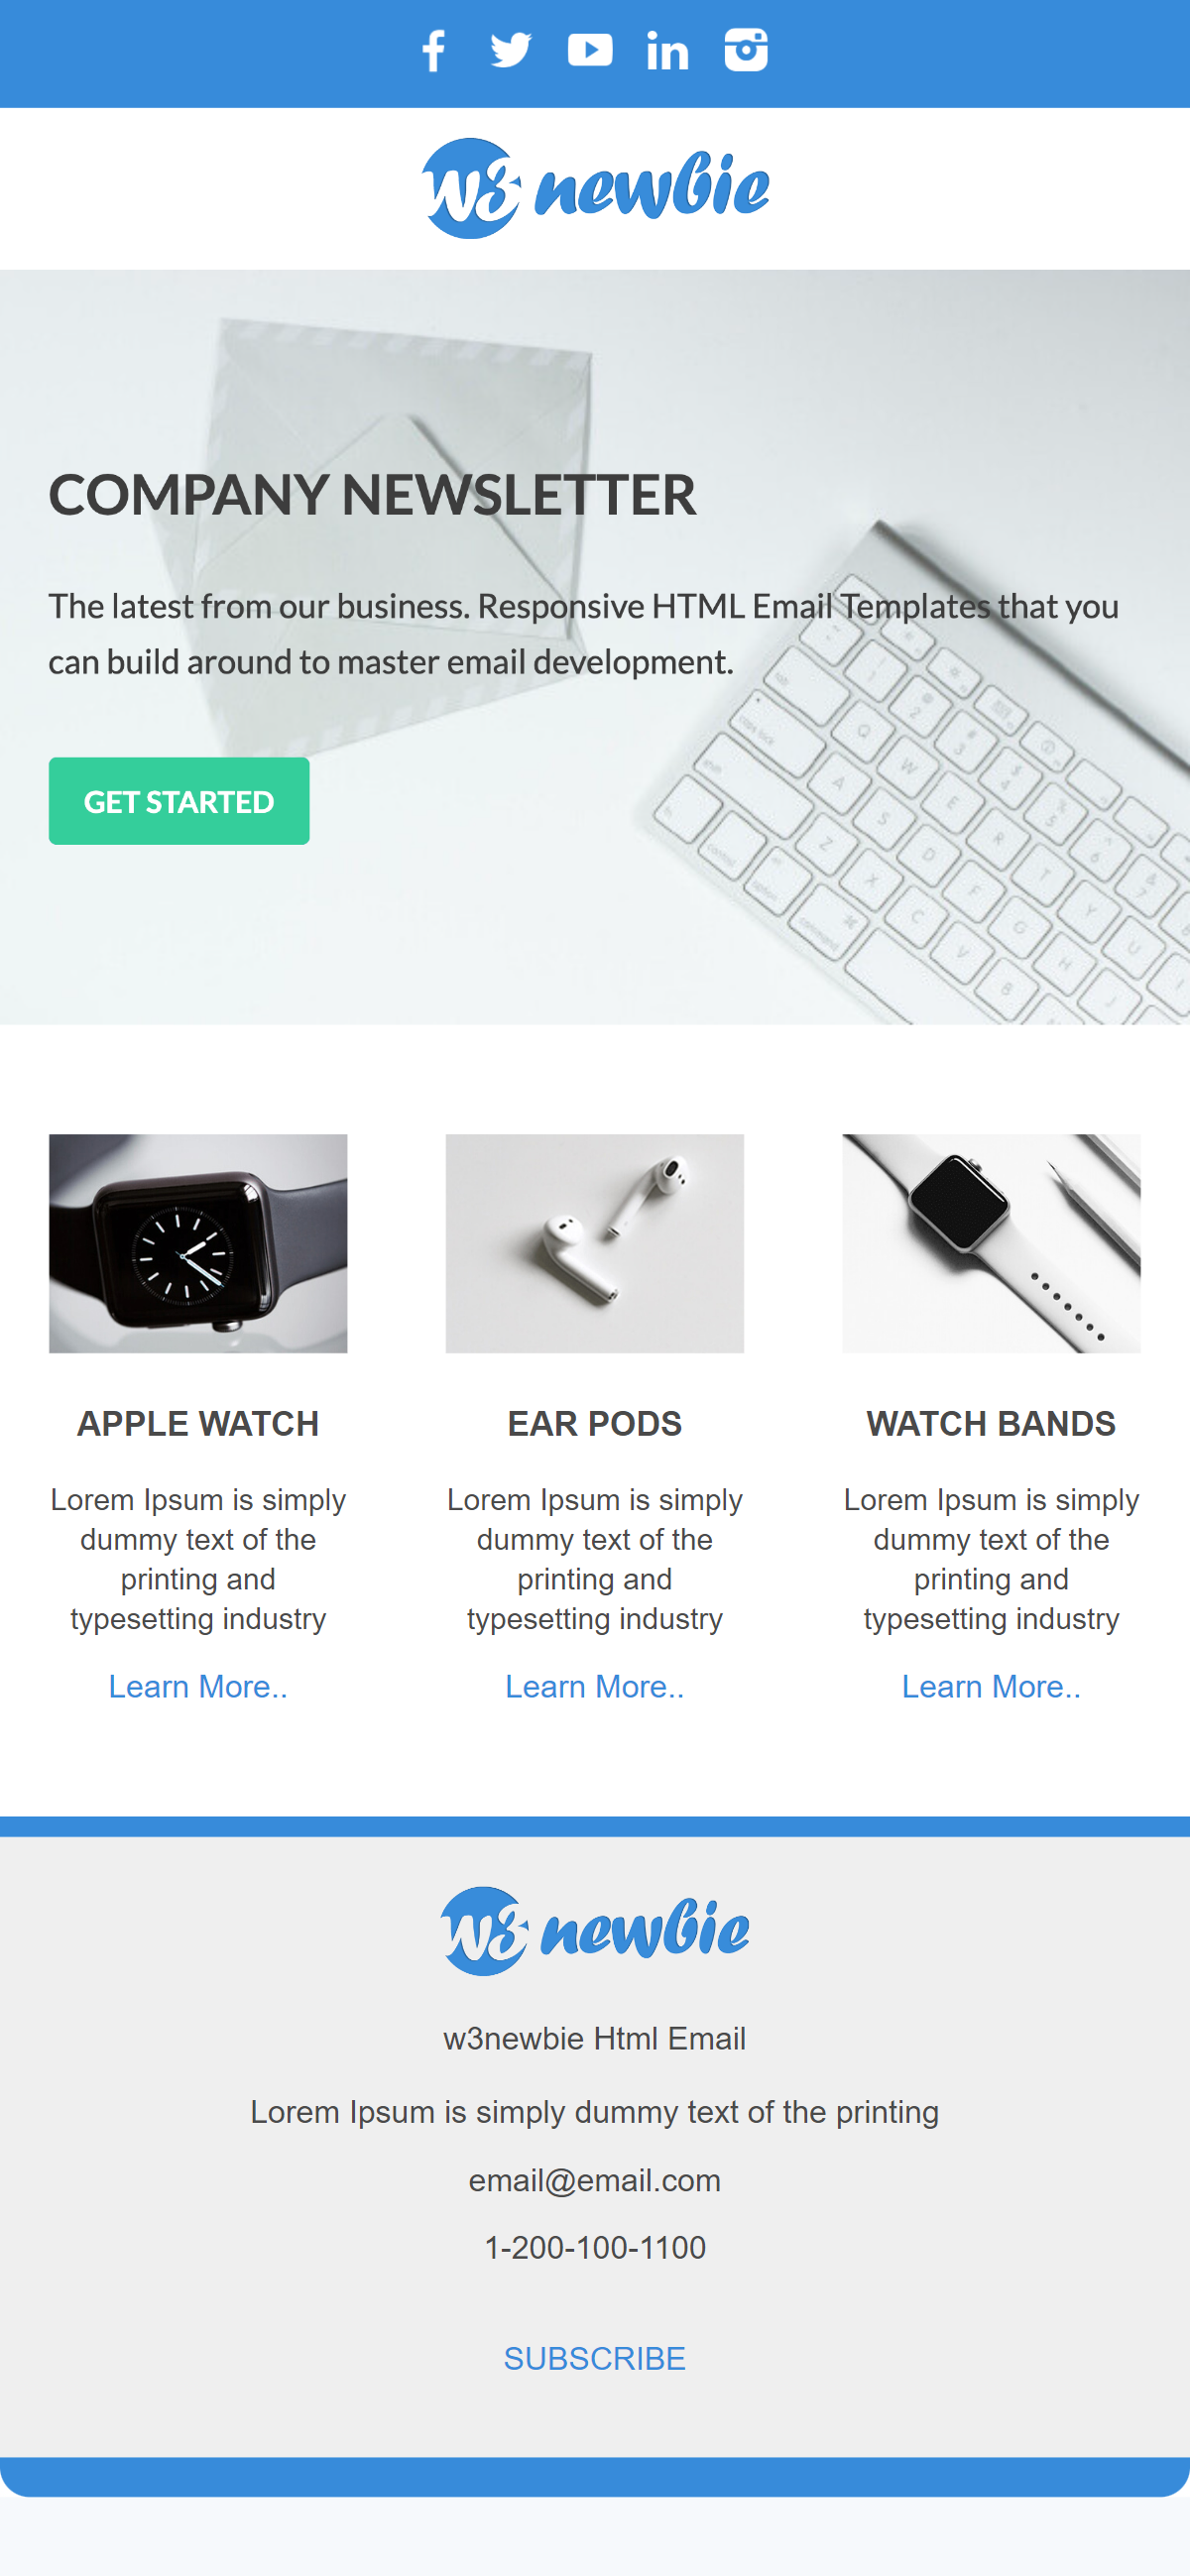 w3 newbie
COMPANY NEWSLETTER
The latest from our business. Responsive HTML Email Templates that you
can build around to master email development.
GET STARTED
APPLE WATCH
Lorem Ipsum is simply
dummy text of the
printing and
typesetting industry
Learn More..
EAR PODS
Lorem Ipsum is simply
dummy text of the
printing and
typesetting industry
Learn More..
WATCH BANDS
Lorem Ipsum is simply
dummy text of the
printing and
typesetting industry
Learn More..
w3 newbie
w3newbie Html Email
Lorem Ipsum is simply dummy text of the printing
email@email.com
1-200-100-1100
SUBSCRIBE